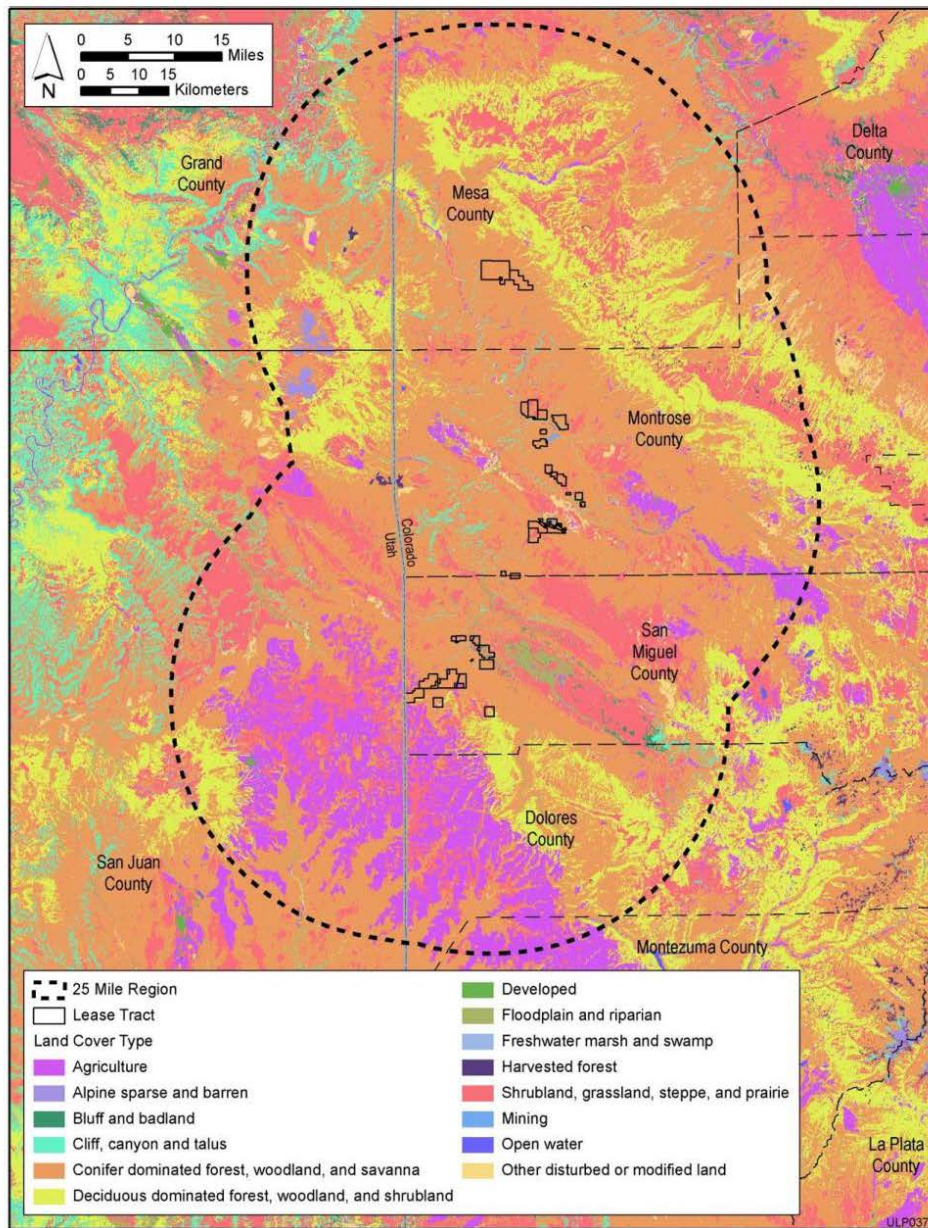 0 5 10 15
Miles
0 5 10 15
Kilometers
N
Grand
County
Delta
County
Mesa
County
Montrose
County
Colorado
Utah
San
Miguel
County
Dolores
County
San Juan
County
Montezuma County
La Plata
County
25 Mile Region
Lease Tract
Land Cover Type
Agriculture
Alpine sparse and barren
Bluff and badland
Cliff, canyon and talus
Conifer dominated forest, woodland, and savanna
Deciduous dominated forest, woodland, and shrubland
Developed
Floodplain and riparian
Freshwater marsh and swamp
Harvested forest
Shrubland, grassland, steppe, and prairie
Mining
Open water
Other disturbed or modified land
ULP037